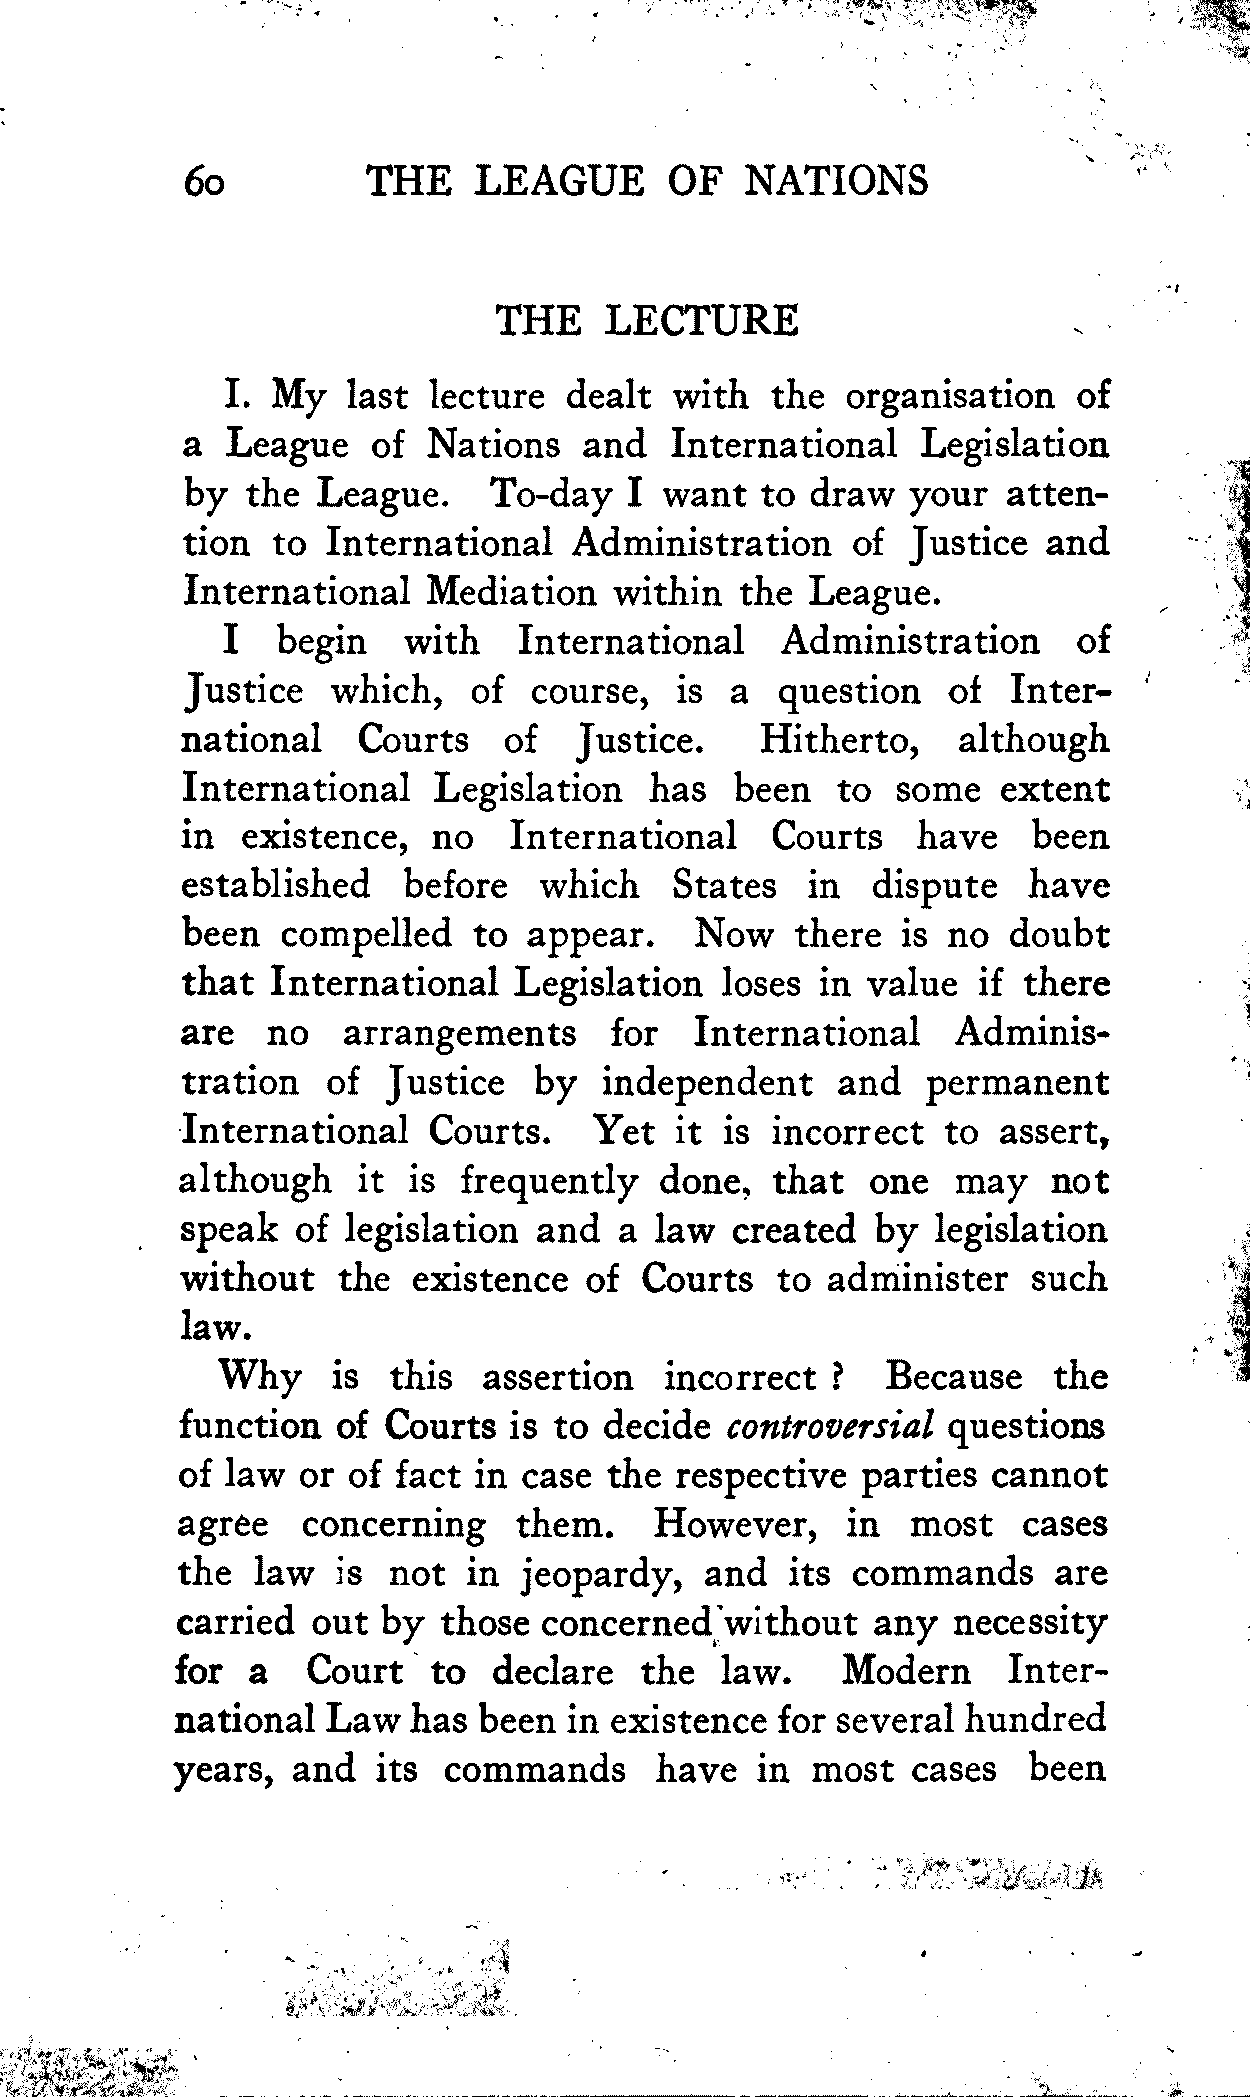 60 THE LEAGUE OF NATIONS
THE LECTURE
I. My last lecture dealt with the organisation of
a League of Nations and International Legislation
by the League. To-day I want to draw your atten-
tion to International Administration of Justice and
International Mediation within the League.
I begin with International Administration of
Justice which, of course, is a question of Inter-
national Courts of Justice. Hitherto, although
International Legislation has been to some extent
in existence, no International Courts have been
established before which States in dispute have
been compelled to appear. Now there is no doubt
that International Legislation loses in value if there
are no arrangements for International Adminis-
tration of Justice by independent and permanent
International Courts. Yet it is incorrect to assert,
although it is frequently done, that one may not
speak of legislation and a law created by legislation
without the existence of Courts to administer such
law.
Why is this assertion incorrect ? Because the
function of Courts is to decide controversial questions
of law or of fact in case the respective parties cannot
agree concerning them. However, in most cases
the law is not in jeopardy, and its commands are
carried out by those concerned without any necessity
for a Court to declare the law. Modern Inter-
national Law has been in existence for several hundred
years, and its commands have in most cases been